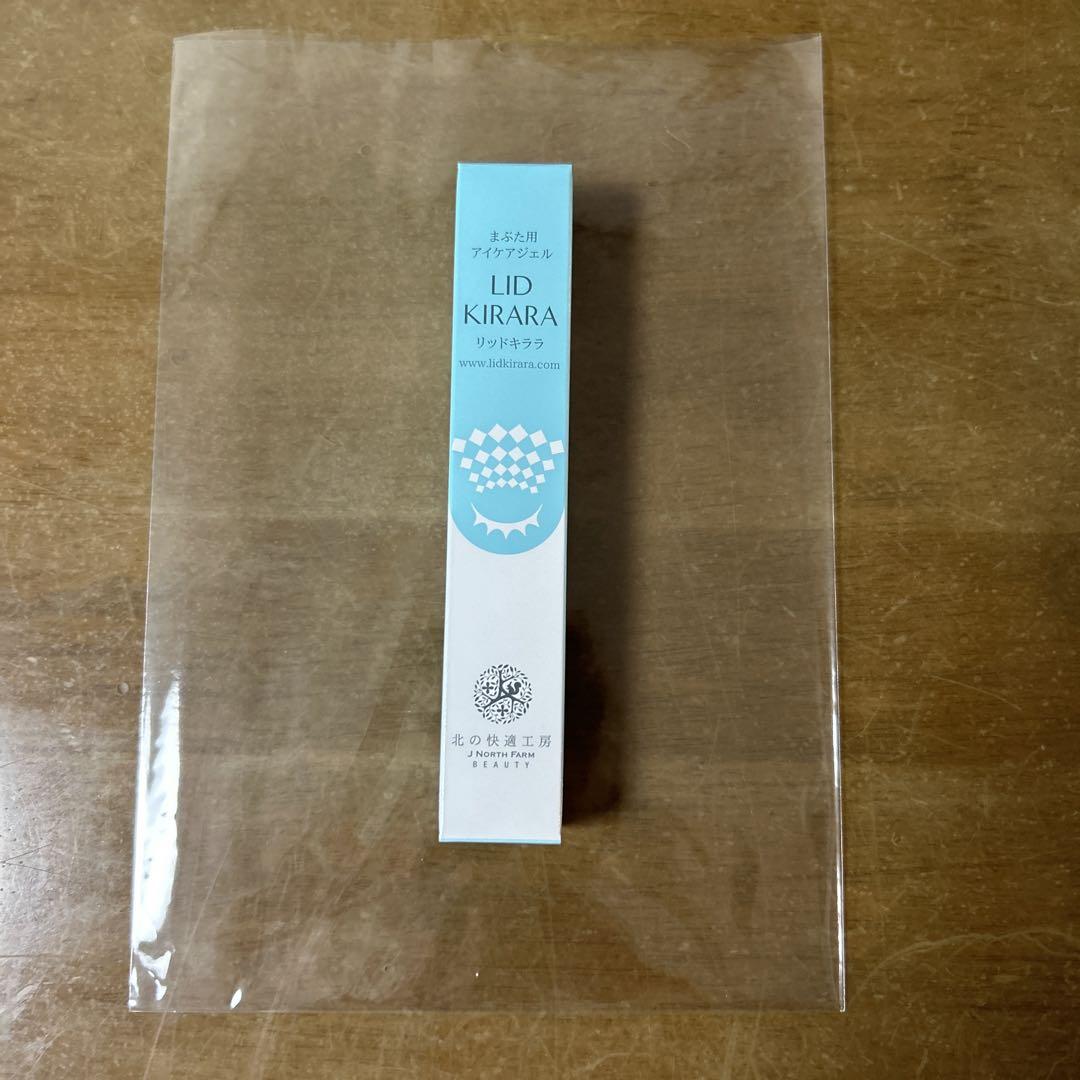 まぶた用
アイケアジェル
LID
KIRARA
リッドキララ
www.lidkirara.com
北の快適工房
J NORTH FARM
BEAUTY